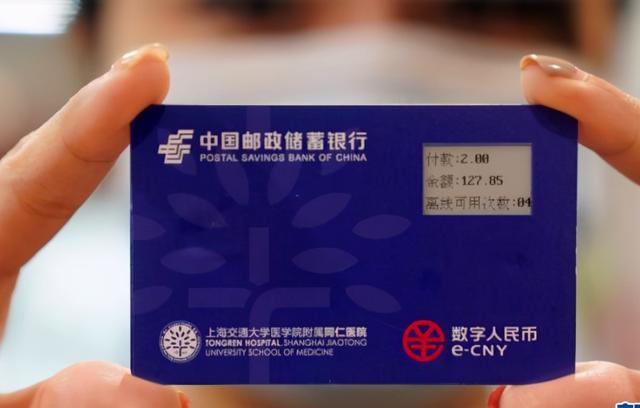 中国邮政储蓄银行
POSTAL SAVINGS BANK OF CHINA
付款:2.00
余额:127.85
离线可用次数:04
上海交通大学医学院附属同仁医院
TONGREN HOSPITAL.SHANGHAI JIAOTONG
UNIVERSITY SCHOOL OF MEDICINE
数字人民币
e-CNY